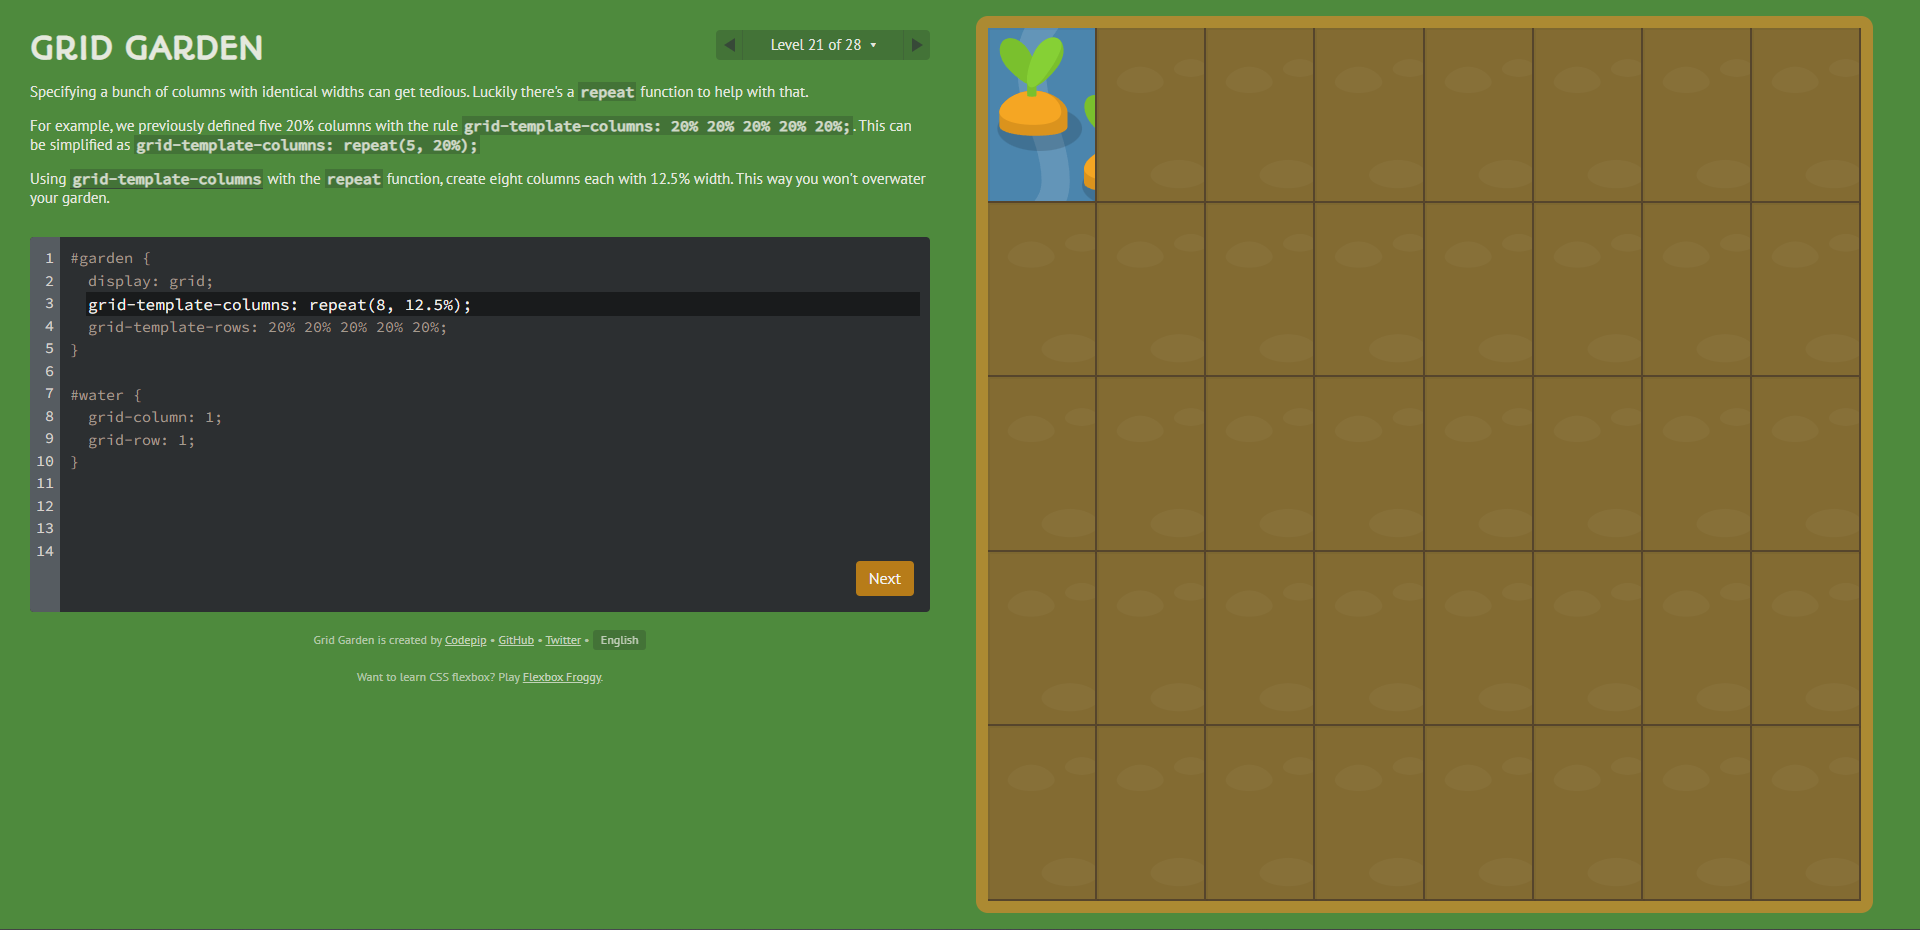 GRID GARDEN
Level 21 of 28 ▾
Specifying a bunch of columns with identical widths can get tedious. Luckily there's a repeat function to help with that.
For example, we previously defined five 20% columns with the rule grid-template-columns: 20% 20% 20% 20% 20%;. This can
be simplified as grid-template-columns: repeat(5, 20%);
Using grid-template-columns with the repeat function, create eight columns each with 12.5% width. This way you won't overwater
your garden.
1 #garden {
2 display: grid;
3 grid-template-columns: repeat(8, 12.5%);
4 grid-template-rows: 20% 20% 20% 20% 20%;
5 }
6
7 #water {
8 grid-column: 1;
9 grid-row: 1;
10 }
11
12
13
14
Next
Grid Garden is created by Codepip • GitHub • Twitter • English
Want to learn CSS flexbox? Play Flexbox Froggy.